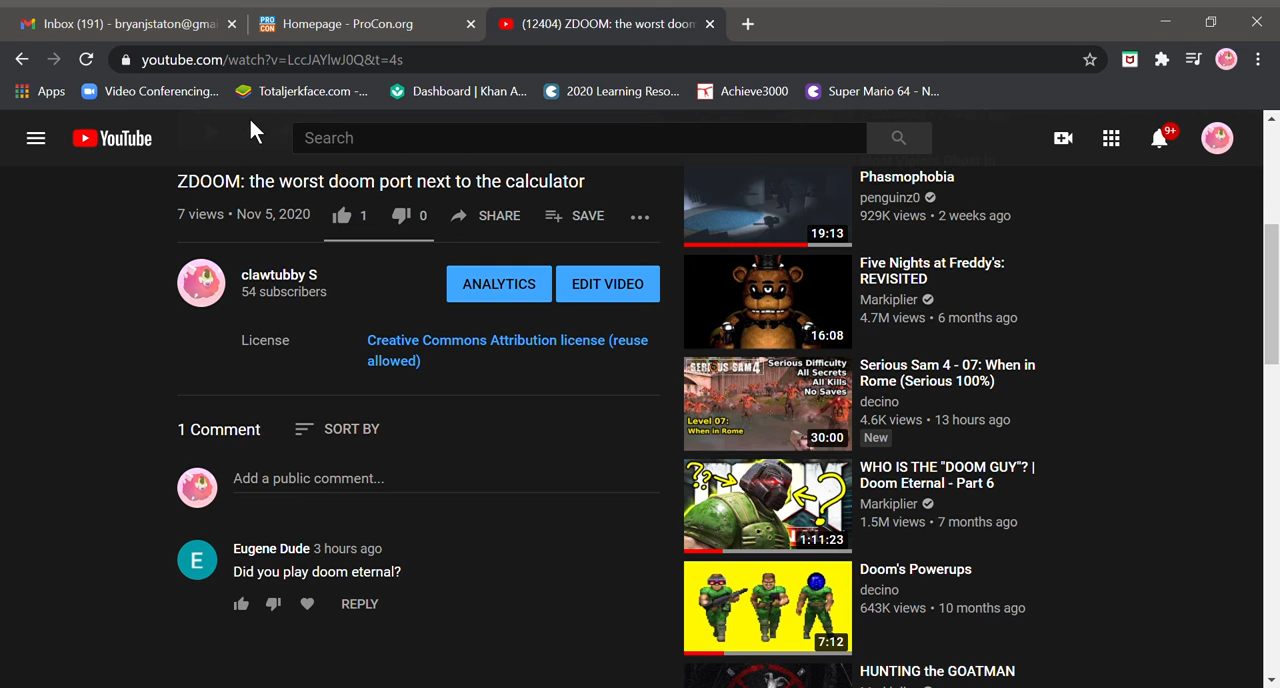 Inbox (191) - bryanjstaton@gma
PRO CON Homepage - ProCon.org
(12404) ZDOOM: the worst doom
youtube.com/watch?v=LccJAYlwJ0Q&t=4s
Apps
Video Conferencing...
Totaljerkface.com -...
Dashboard | Khan A...
2020 Learning Reso...
Achieve3000
Super Mario 64 - N...
YouTube
Search
9+
ZDOOM: the worst doom port next to the calculator
7 views • Nov 5, 2020
1
0
SHARE
SAVE
clawtubby S
54 subscribers
ANALYTICS
EDIT VIDEO
License
Creative Commons Attribution license (reuse
allowed)
1 Comment
SORT BY
Add a public comment...
E
Eugene Dude 3 hours ago
Did you play doom eternal?
REPLY
Phasmophobia
penguinz0
929K views • 2 weeks ago
19:13
Five Nights at Freddy's:
REVISITED
Markiplier
4.7M views • 6 months ago
16:08
SERIOUS SAM 4
Serious Difficulty
All Secrets
All Kills
No Saves
Level 07:
When in Rome
30:00
Serious Sam 4 - 07: When in
Rome (Serious 100%)
decino
4.6K views • 13 hours ago
New
??
?
1:11:23
WHO IS THE "DOOM GUY"? |
Doom Eternal - Part 6
Markiplier
1.5M views • 7 months ago
7:12
Doom's Powerups
decino
643K views • 10 months ago
HUNTING the GOATMAN